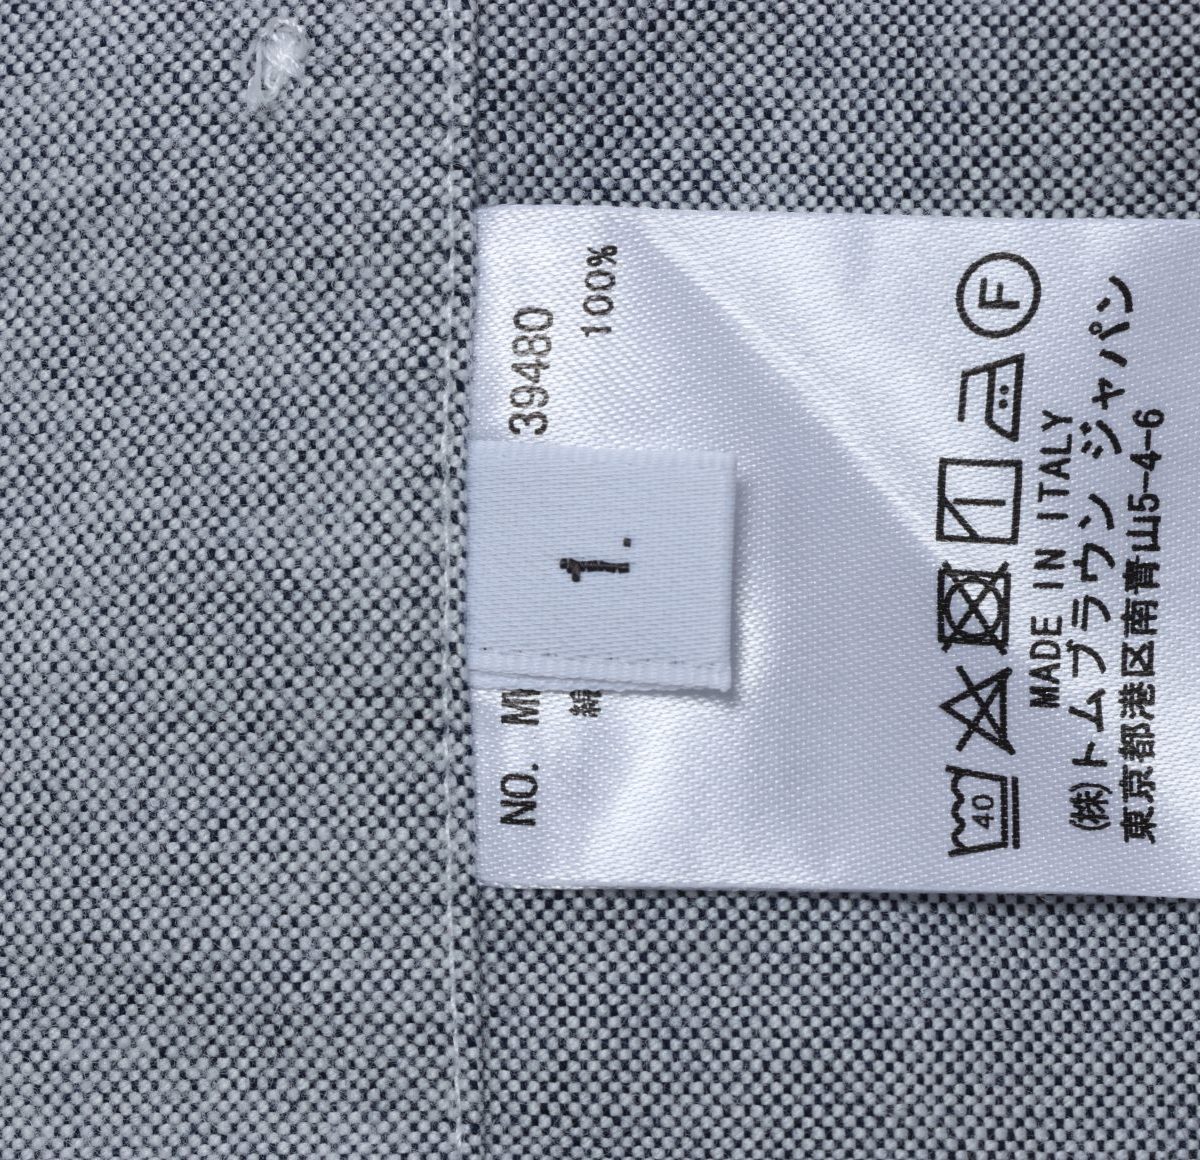 NO. M 39480
綿 100%
1.
40
F
MADE IN ITALY
(株)トムブラウン ジャパン
東京都港区南青山5-4-6